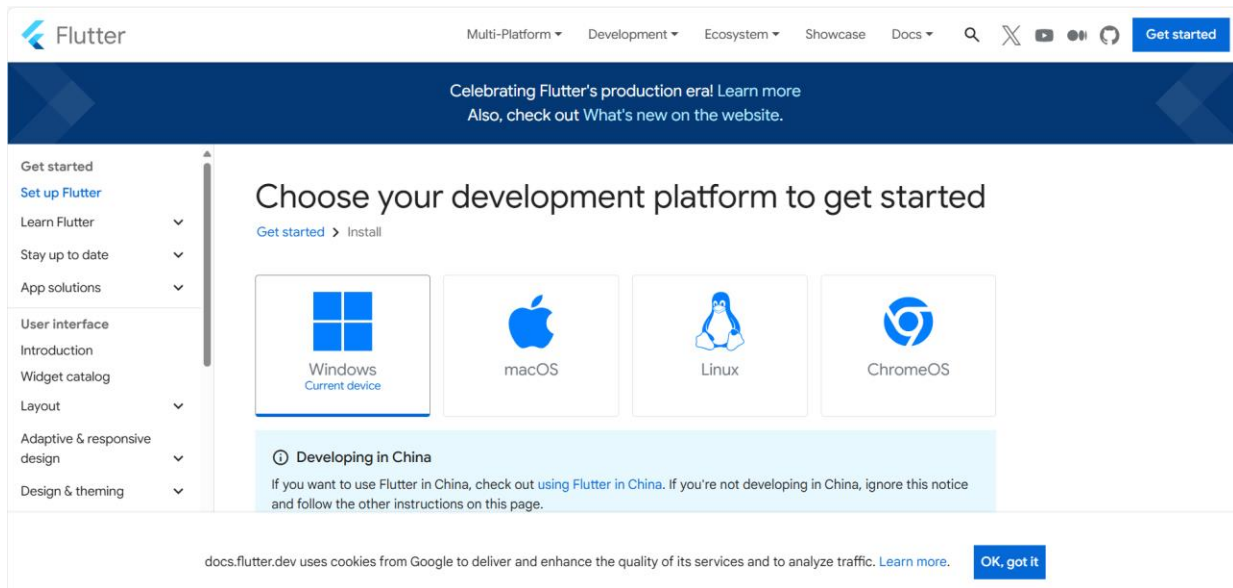 Flutter
Multi-Platform
Development
Ecosystem
Showcase
Docs
Get started
Celebrating Flutter's production era! Learn more
Also, check out What's new on the website.
Get started
Set up Flutter
Learn Flutter
Stay up to date
App solutions
User interface
Introduction
Widget catalog
Layout
Adaptive & responsive
design
Design & theming
Choose your development platform to get started
Get started > Install
Windows
Current device
macOS
Linux
ChromeOS
Developing in China
If you want to use Flutter in China, check out using Flutter in China. If you're not developing in China, ignore this notice
and follow the other instructions on this page.
docs.flutter.dev uses cookies from Google to deliver and enhance the quality of its services and to analyze traffic. Learn more.
OK, got it